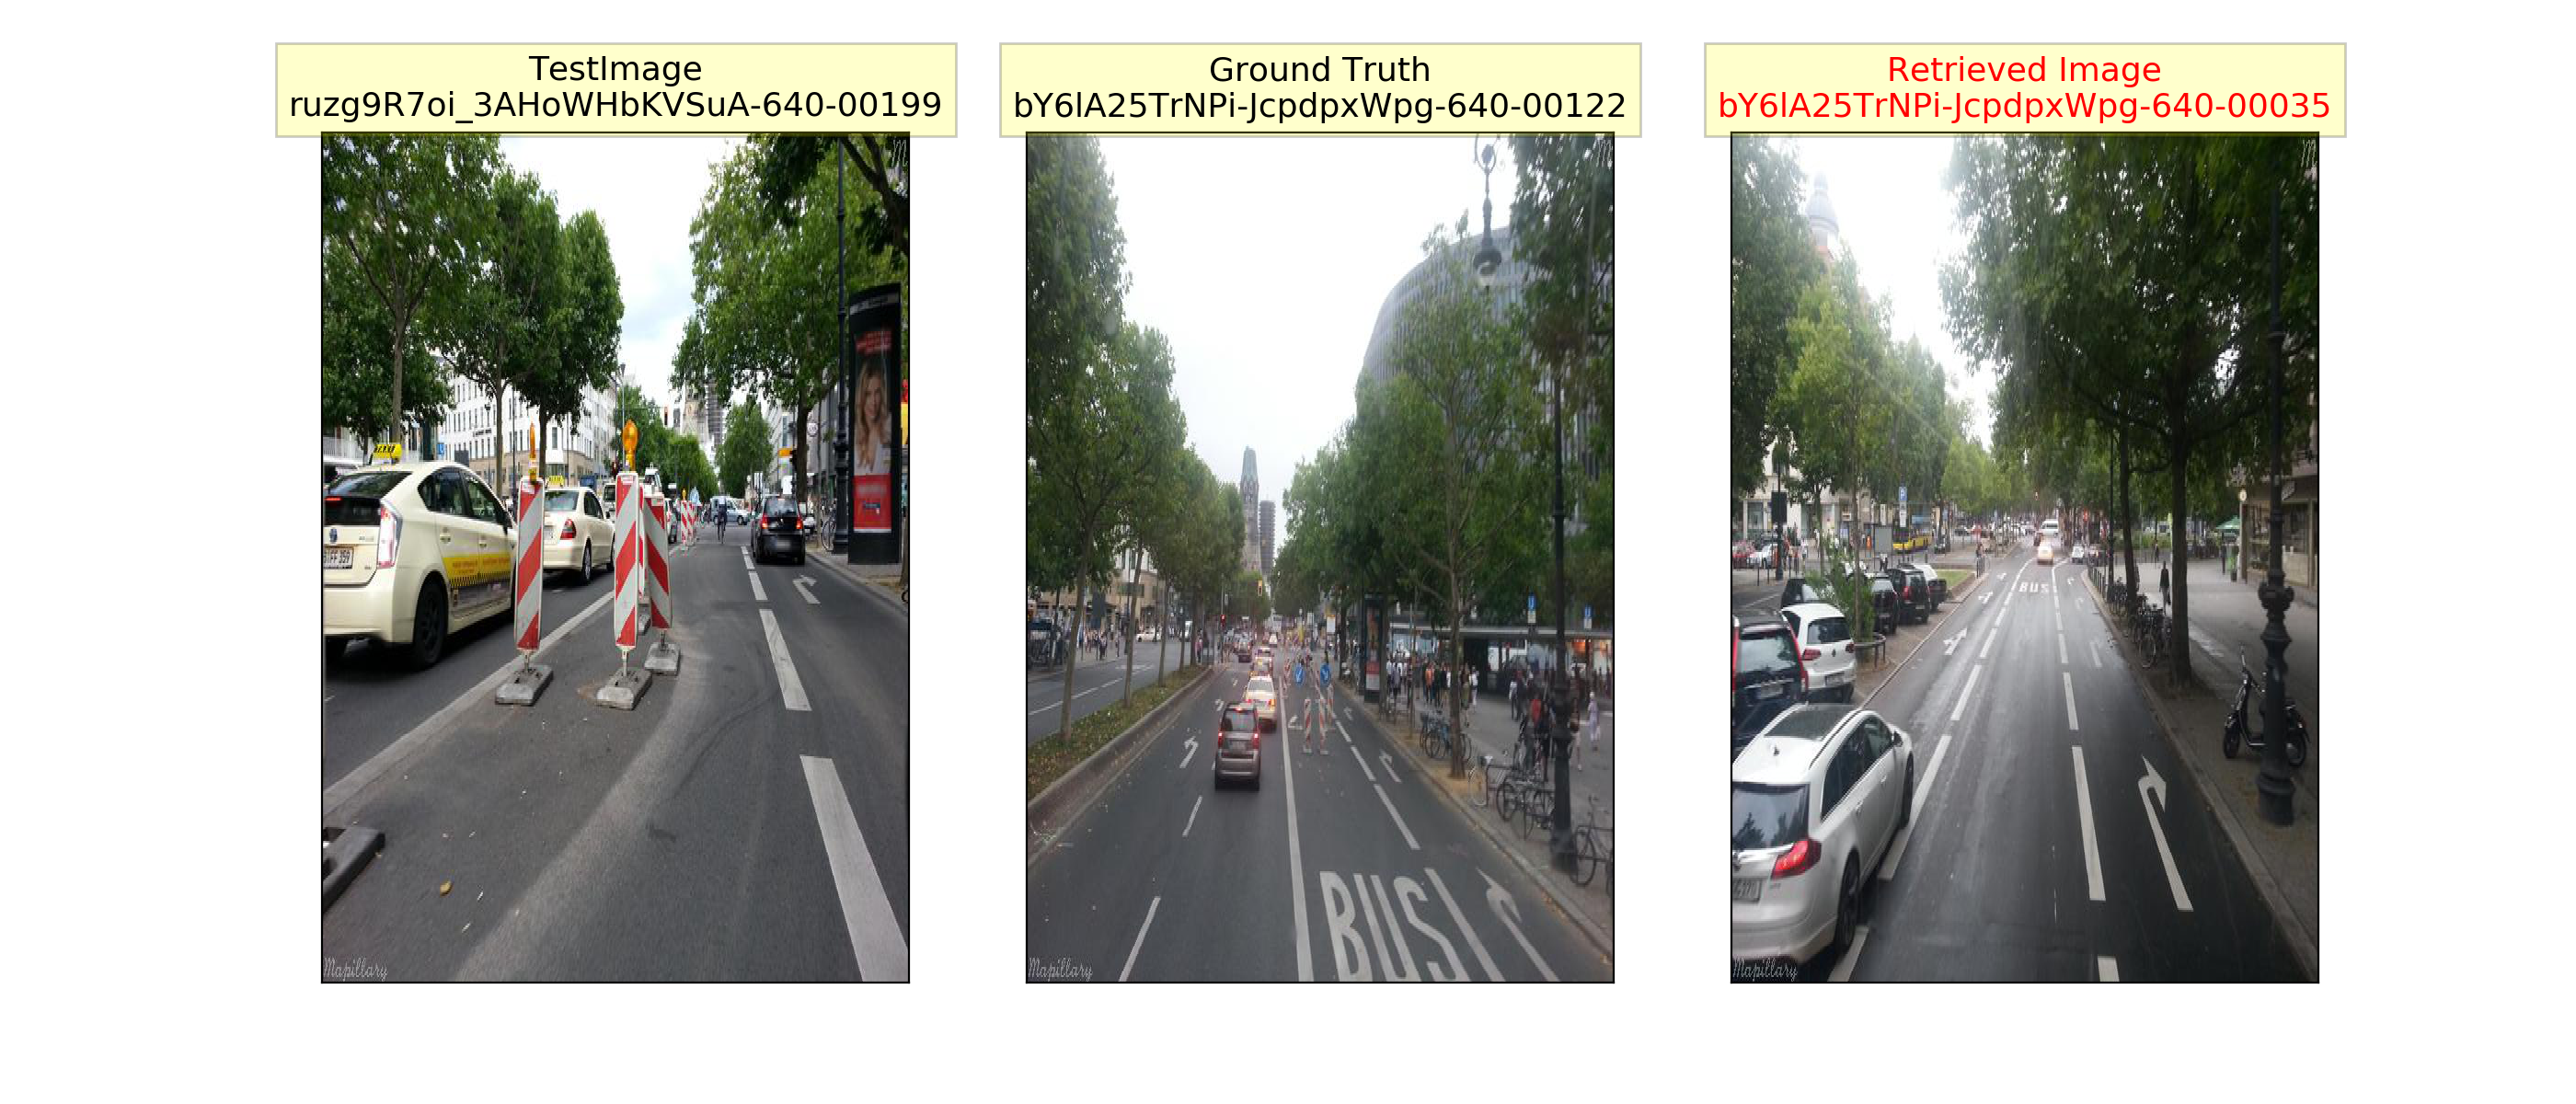 TestImage
ruzg9R7oi_3AHoWHbKVSuA-640-00199
Ground Truth
bY6lA25TrNPi-JcpdpxWpg-640-00122
Retrieved Image
bY6lA25TrNPi-JcpdpxWpg-640-00035
TAXI
BUS
BUS
Mapillary
Mapillary
Mapillary